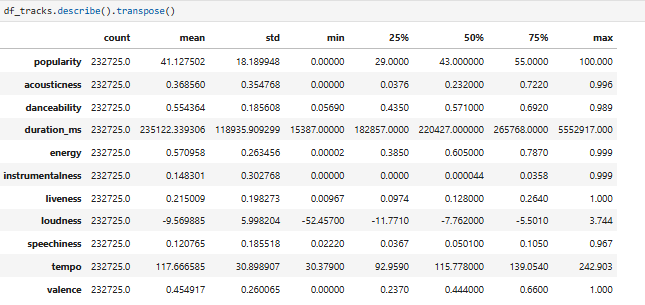 df_tracks.describe().transpose()
count mean std min 25% 50% 75% max
popularity 232725.0 41.127502 18.189948 0.00000 29.0000 43.000000 55.0000 100.000
acousticness 232725.0 0.368560 0.354768 0.00000 0.0376 0.232000 0.7220 0.996
danceability 232725.0 0.554364 0.185608 0.05690 0.4350 0.571000 0.6920 0.989
duration_ms 232725.0 235122.339306 118935.909299 15387.00000 182857.0000 220427.000000 265768.0000 5552917.000
energy 232725.0 0.570958 0.263456 0.00002 0.3850 0.605000 0.7870 0.999
instrumentalness 232725.0 0.148301 0.302768 0.00000 0.0000 0.000044 0.0358 0.999
liveness 232725.0 0.215009 0.198273 0.00967 0.0974 0.128000 0.2640 1.000
loudness 232725.0 -9.569885 5.998204 -52.45700 -11.7710 -7.762000 -5.5010 3.744
speechiness 232725.0 0.120765 0.185518 0.02220 0.0367 0.050100 0.1050 0.967
tempo 232725.0 117.666585 30.898907 30.37900 92.9590 115.778000 139.0540 242.903
valence 232725.0 0.454917 0.260065 0.00000 0.2370 0.444000 0.6600 1.000